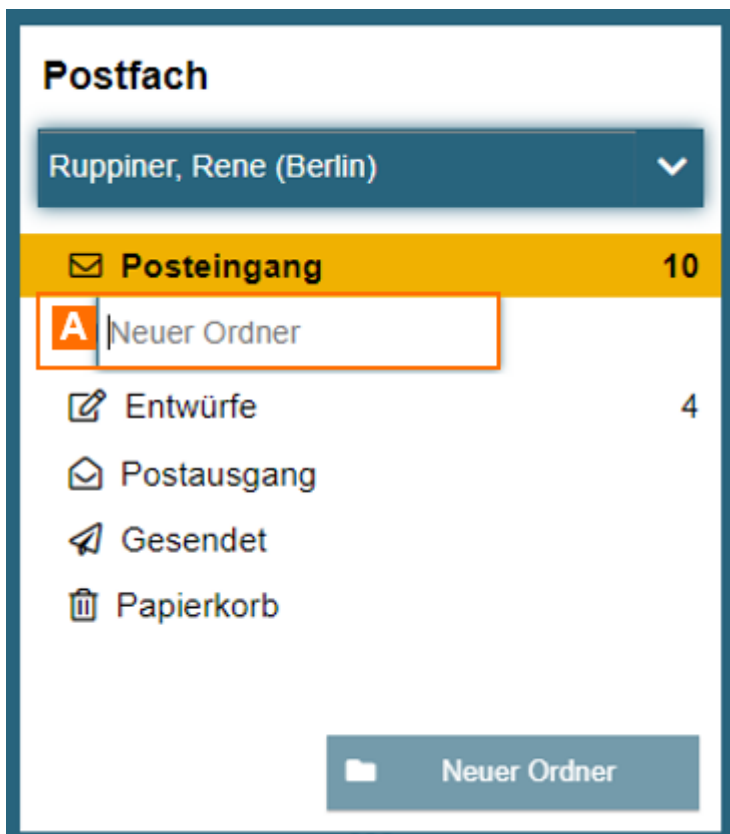 Postfach
Ruppiner, Rene (Berlin)
Posteingang 10
A Neuer Ordner
Entwürfe 4
Postausgang
Gesendet
Papierkorb
Neuer Ordner